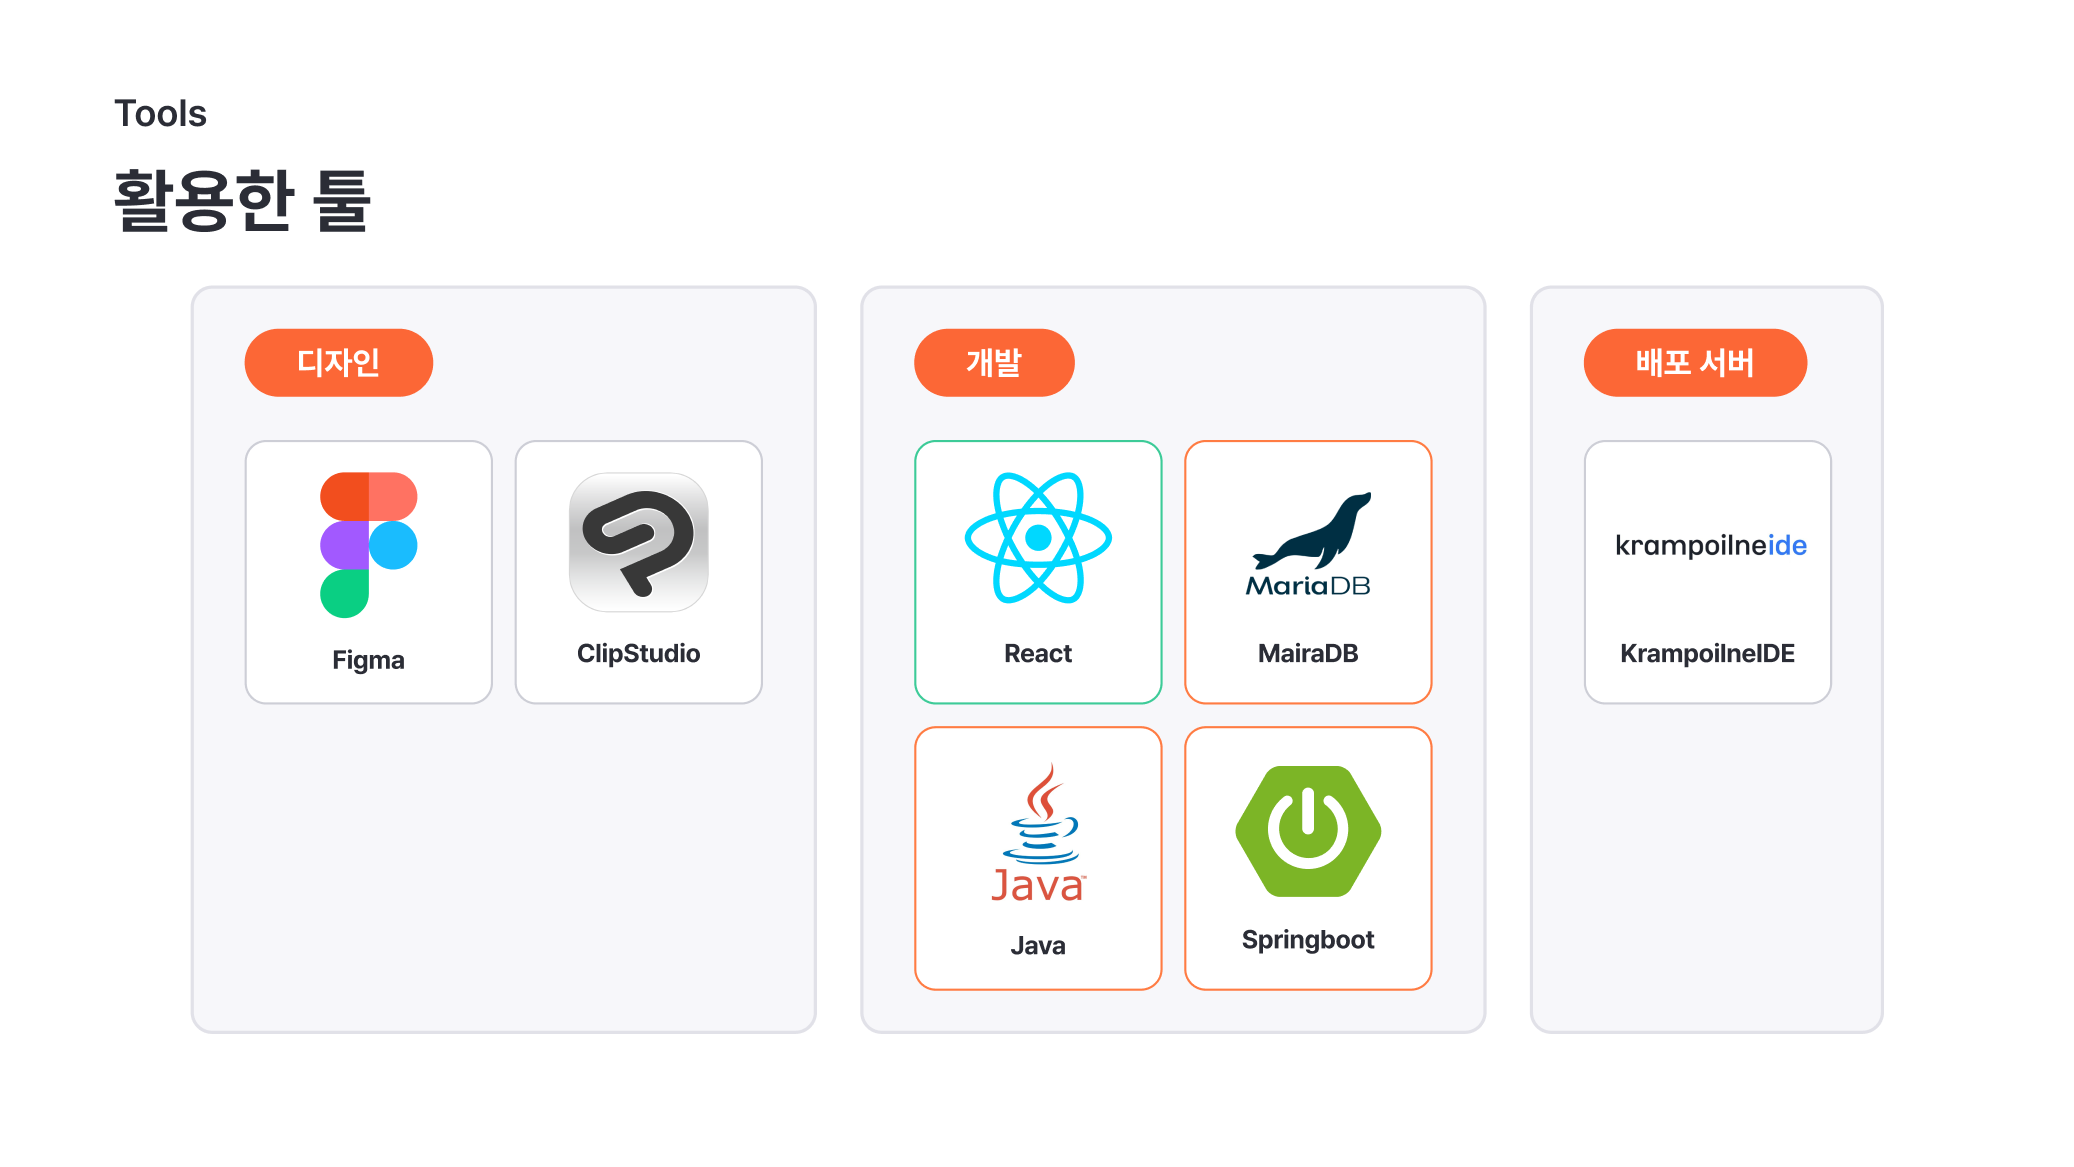 Tools
활용한 툴
디자인
Figma
ClipStudio
개발
React
MariaDB
MairaDB
Java™
Java
Springboot
배포 서버
krampoilneide
KrampoilneIDE